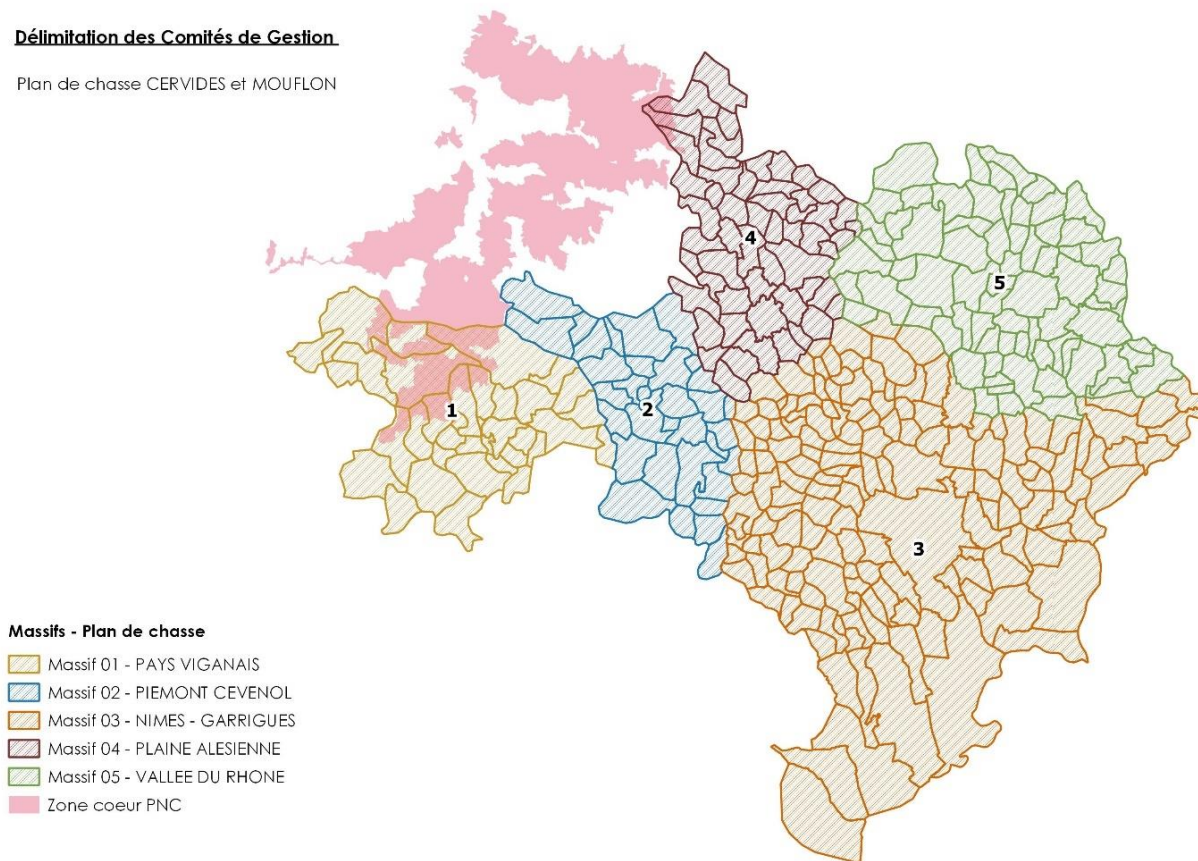 Délimitation des Comités de Gestion
Plan de chasse CERVIDES et MOUFLON
4
5
1
2
3
Massifs - Plan de chasse
Massif 01 - PAYS VIGANAIS
Massif 02 - PIEMONT CEVENOL
Massif 03 - NIMES - GARRIGUES
Massif 04 - PLAINE ALESIENNE
Massif 05 - VALLEE DU RHONE
Zone coeur PNC